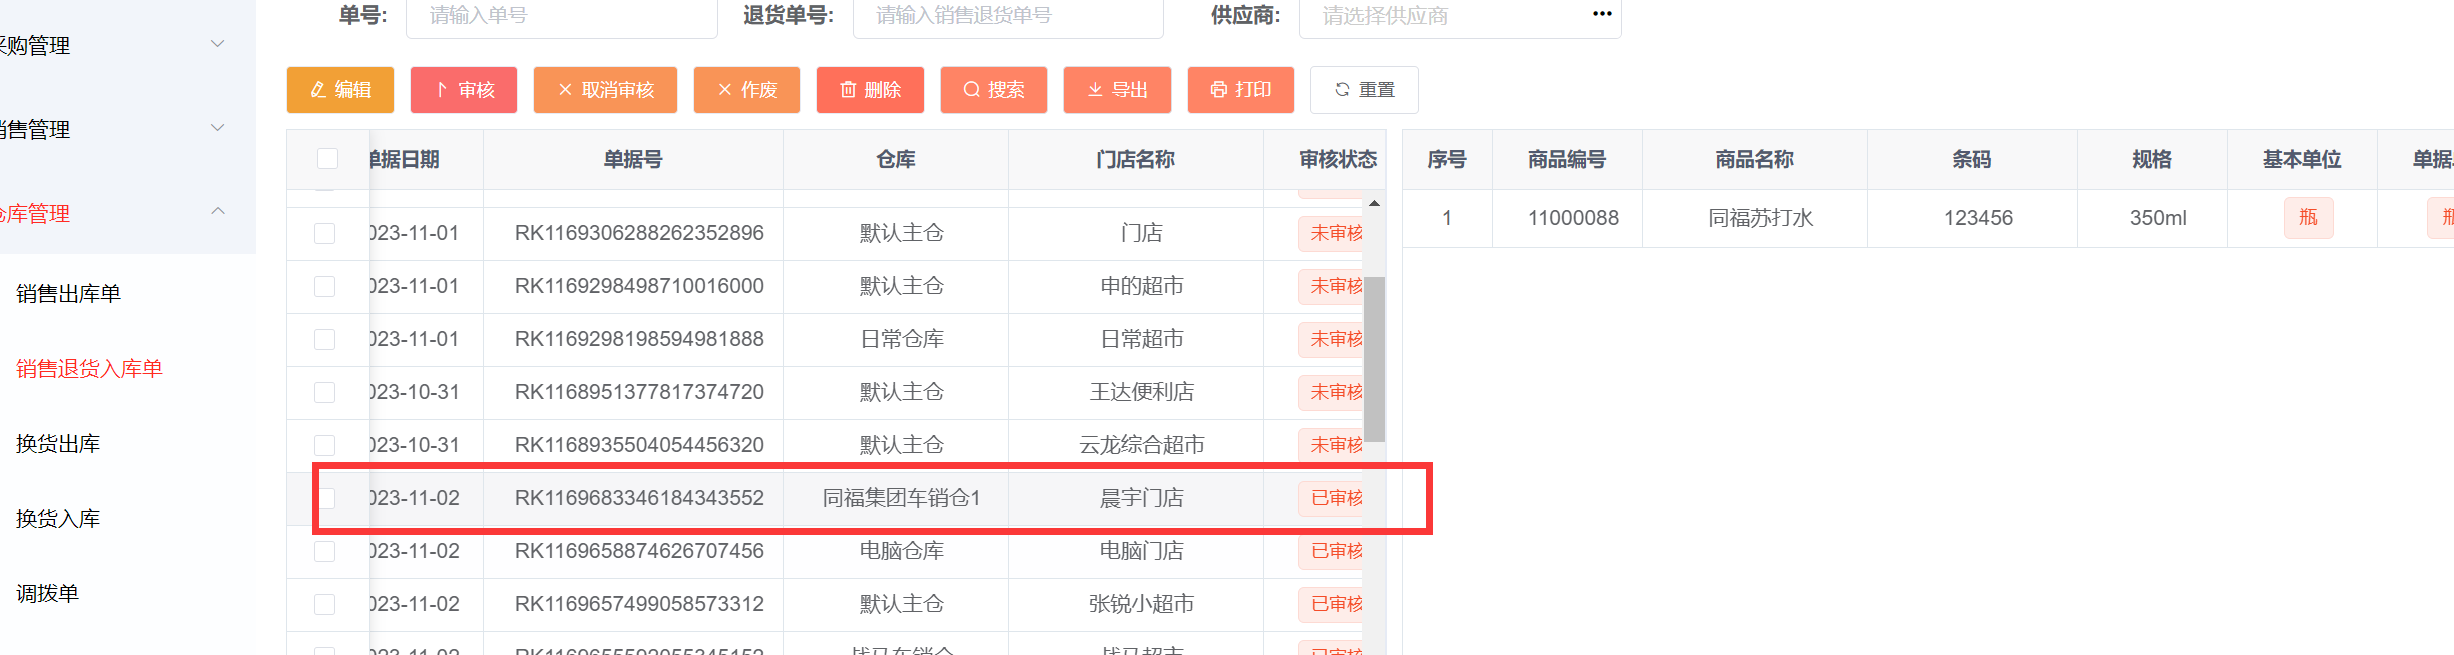 单号: 请输入单号 退货单号: 请输入销售退货单号 供应商: 请选择供应商 •••
采购管理
销售管理
仓库管理
销售出库单
销售退货入库单
换货出库
换货入库
调拨单
编辑 审核 取消审核 作废 删除 搜索 导出 打印 重置
单据日期 单据号 仓库 门店名称 审核状态
023-11-01 RK1169306288262352896 默认主仓 门店 未审核
023-11-01 RK1169298498710016000 默认主仓 申的超市 未审核
023-11-01 RK1169298198594981888 日常仓库 日常超市 未审核
023-10-31 RK1168951377817374720 默认主仓 王达便利店 未审核
023-10-31 RK1168935504054456320 默认主仓 云龙综合超市 未审核
023-11-02 RK1169683346184343552 同福集团车销仓1 晨宇门店 已审核
023-11-02 RK1169658874626707456 电脑仓库 电脑门店 已审核
023-11-02 RK1169657499058573312 默认主仓 张锐小超市 已审核
序号 商品编号 商品名称 条码 规格 基本单位 单据
1 11000088 同福苏打水 123456 350ml 瓶 瓶